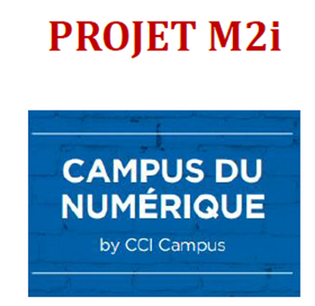 PROJET M2i
CAMPUS DU
NUMÉRIQUE
by CCI Campus